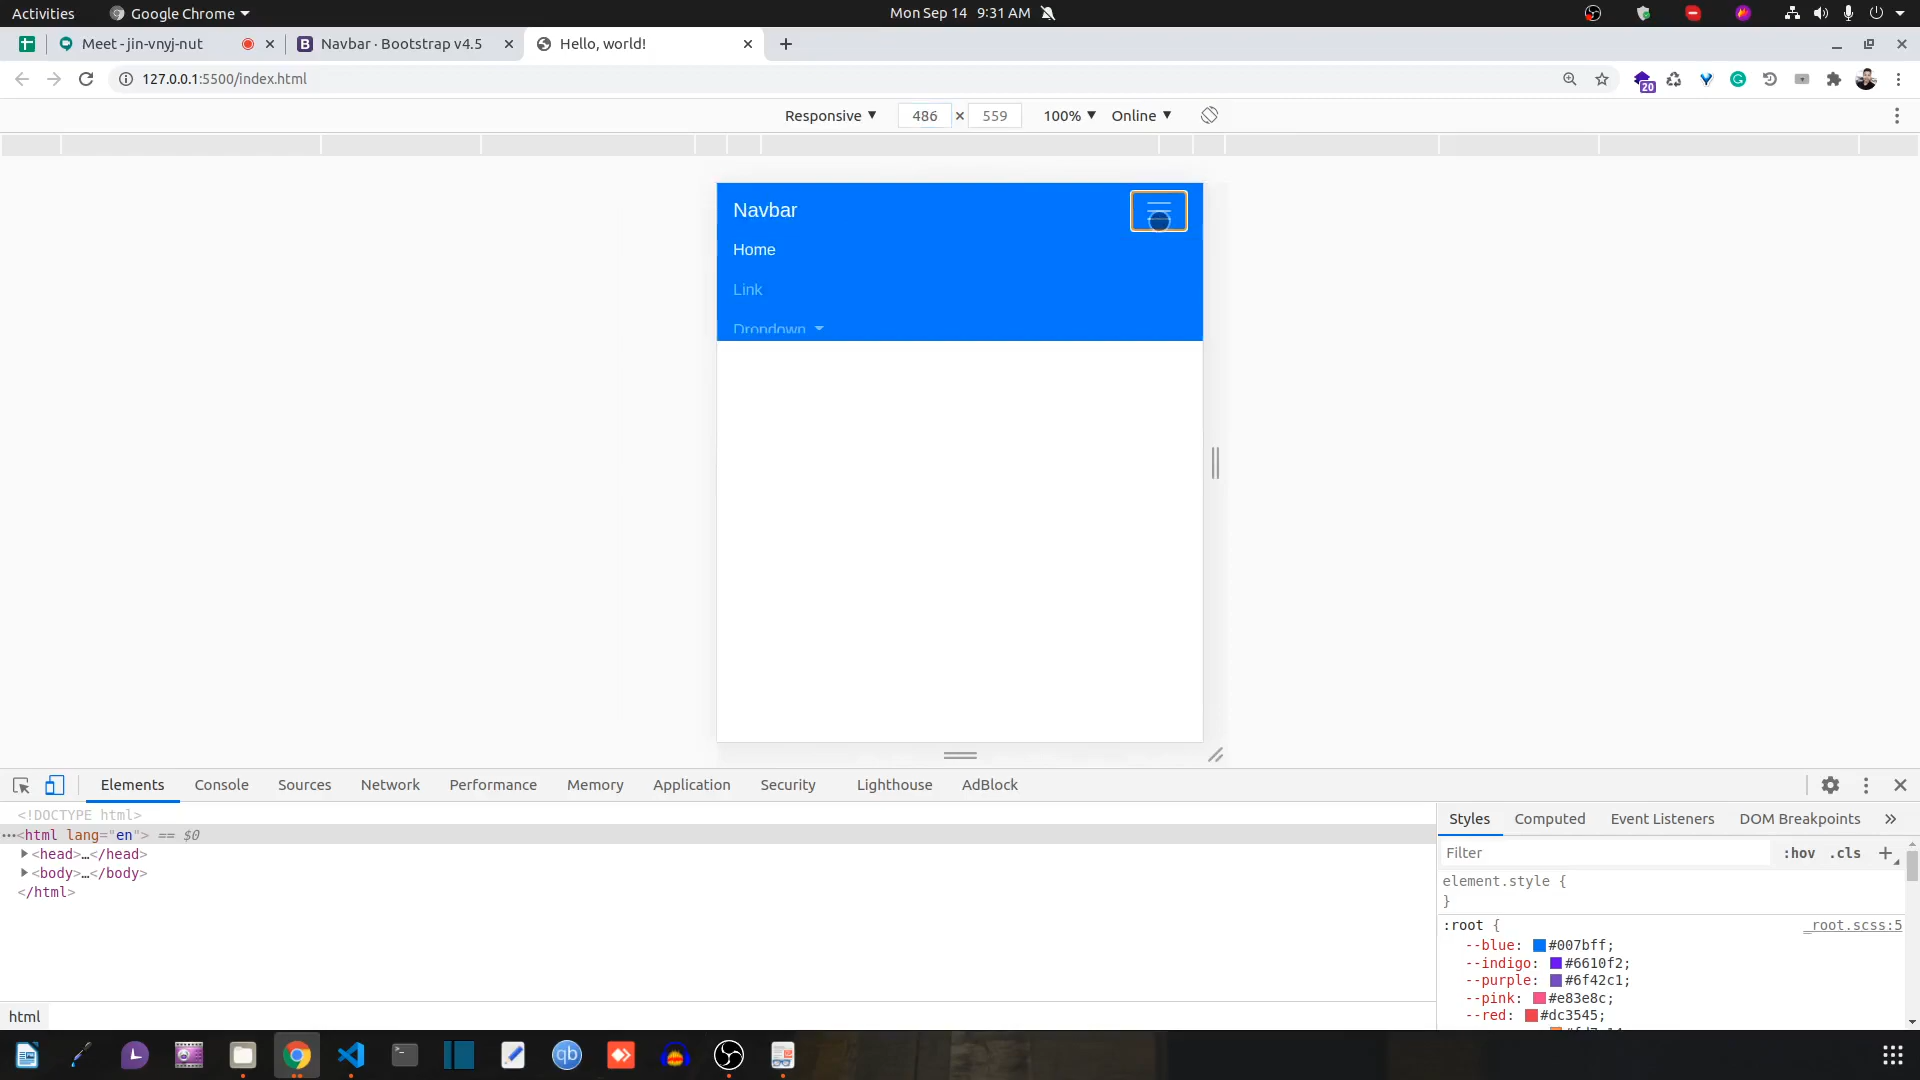 Activities Google Chrome Mon Sep 14 9:31 AM
Meet - jin-vnyj-nut Navbar · Bootstrap v4.5 Hello, world!
127.0.0.1:5500/index.html 20
Responsive 486 × 559 100% Online
Navbar
Home
Link
Dropdown
Elements Console Sources Network Performance Memory Application Security Lighthouse AdBlock
<!DOCTYPE html>
<html lang="en"> == $0
<head>…</head>
<body>…</body>
</html>
html
Styles Computed Event Listeners DOM Breakpoints
Filter :hov .cls
element.style {
}
:root { _root.scss:5
--blue: #007bff;
--indigo: #6610f2;
--purple: #6f42c1;
--pink: #e83e8c;
--red: #dc3545;
qb